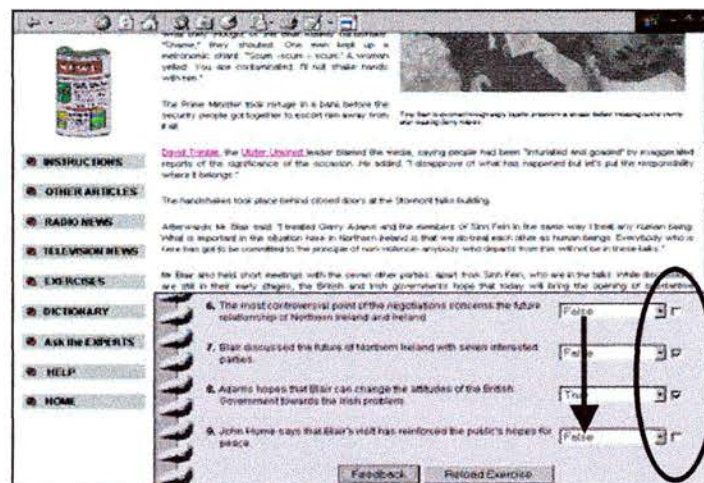 "Shame," they shouted. One man kept up a
metronomic chant: "Scum - scum - scum." A woman
yelled: You are contaminated. I'll not shake hands
with
The Prime Minister took refuge in a bank before the
security people got together to escort him away from
it all.
David Trimble, the Ulster Unionist leader blamed the media, saying people had been "infuriated and goaded" by exaggerated
reports of the significance of the occasion. He added: "I disapprove of what has happened but let's put the responsibility
where it belongs."
The handshakes took place behind closed doors at the Stormont talks building.
Afterwards Mr. Blair said: "I treated Gerry Adams and the members of Sinn Fein in the same way I treat any human being.
What is important in the situation here in Northern Ireland is that we do treat each other as human beings. Everybody who is
here has got to be committed to the principle of non-violence- anybody who departs from this will not be in these talks."
Mr Blair and held short meetings with the seven other parties, apart from Sinn Fein, who are in the talks. While
are still in their early stages, the British and Irish governments hope that today will bring the opening of substantive
INSTRUCTIONS
OTHER ARTICLES
RADIO NEWS
TELEVISION NEWS
EXERCISES
DICTIONARY
Ask the EXPERTS
HELP
HOME
6. The most controversial point of the negotiations concerns the future
relationship of Northern Ireland and Ireland.
False
7. Blair discussed the future of Northern Ireland with seven interested
parties.
False
8. Adams hopes that Blair can change the attitudes of the British
Government towards the Irish problem.
9. John Hume says that Blair's visit has reinforced the public's hopes for
peace.
False
Feedback
Reload Exercise